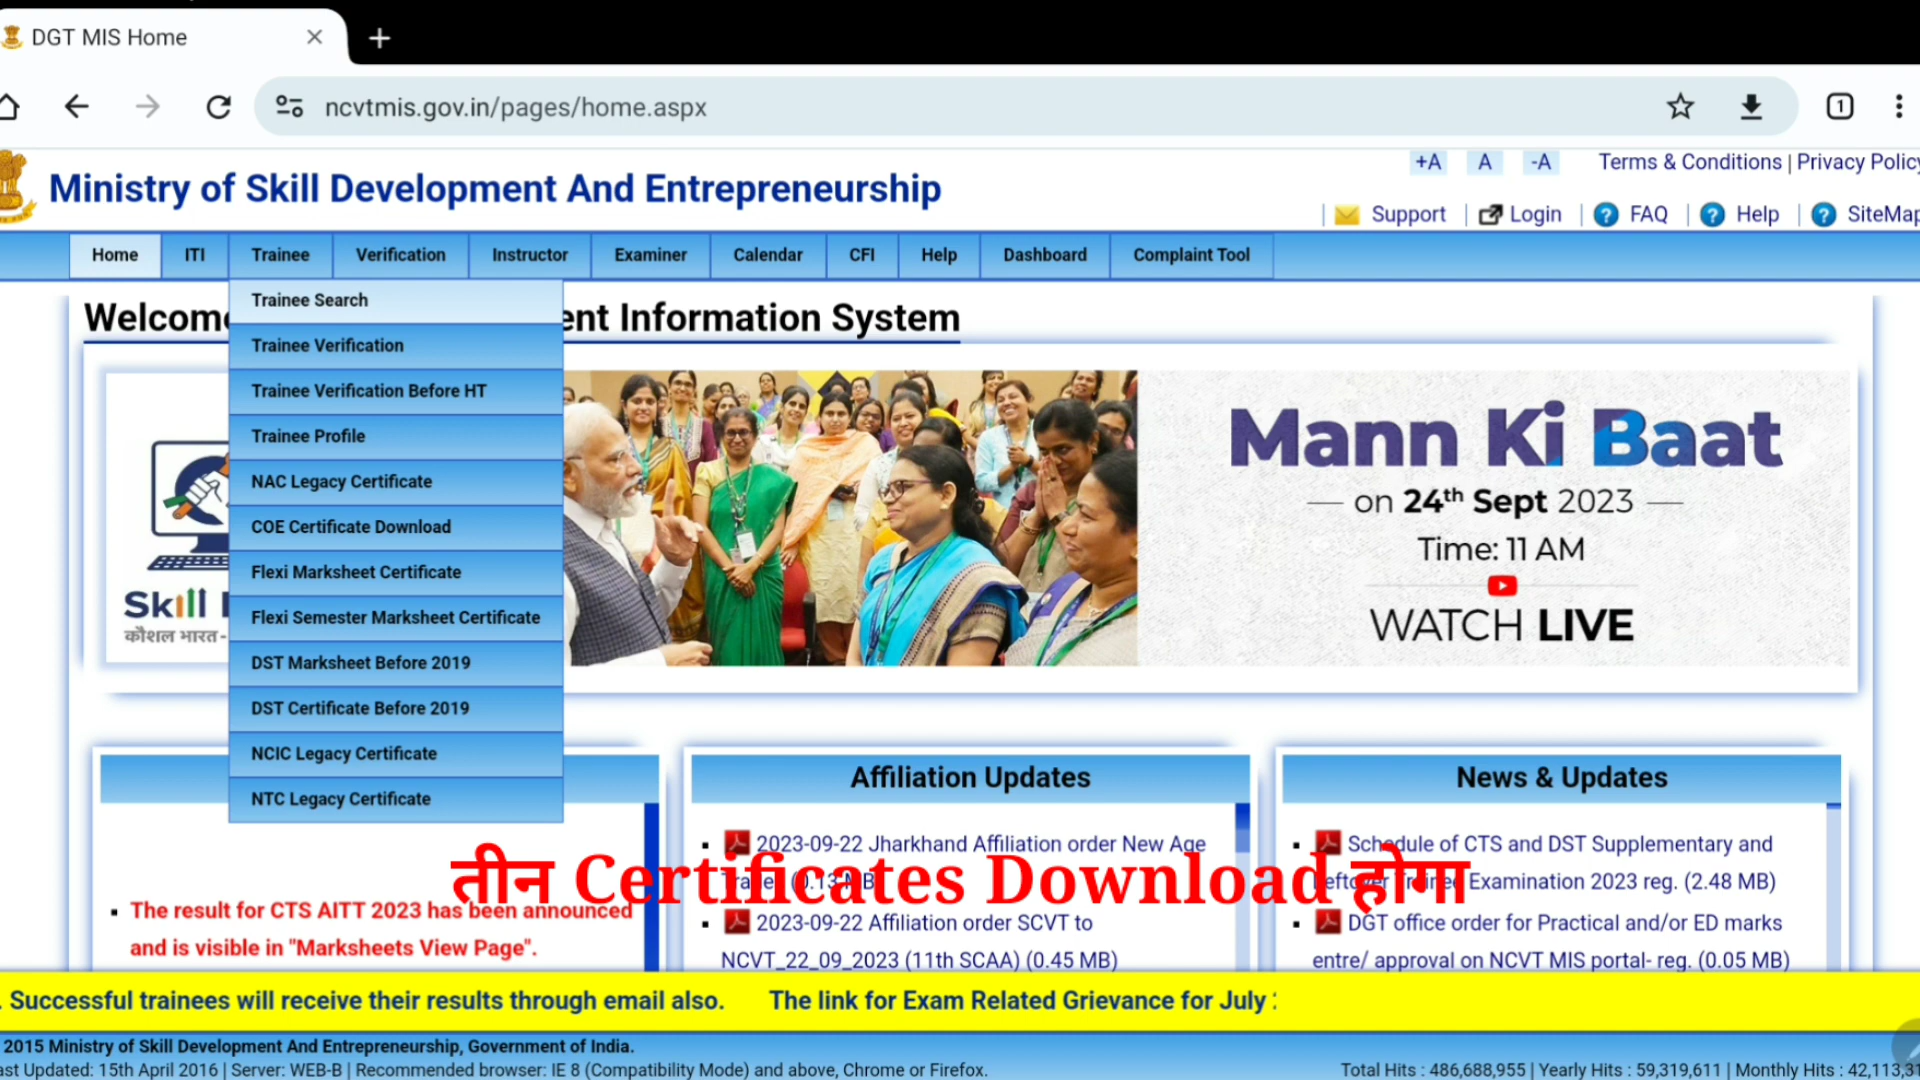 DGT MIS Home
ncvtmis.gov.in/pages/home.aspx
1
+A A -A Terms & Conditions | Privacy Policy
Ministry of Skill Development And Entrepreneurship
Support | Login | FAQ | Help | SiteMap
Home ITI Trainee Verification Instructor Examiner Calendar CFI Help Dashboard Complaint Tool
Trainee Search
Trainee Verification
Trainee Verification Before HT
Trainee Profile
NAC Legacy Certificate
COE Certificate Download
Flexi Marksheet Certificate
Flexi Semester Marksheet Certificate
DST Marksheet Before 2019
DST Certificate Before 2019
NCIC Legacy Certificate
NTC Legacy Certificate
Information System
Skill
कौशल भारत-
Mann Ki Baat
on 24th Sept 2023
Time: 11 AM
WATCH LIVE
The result for CTS AITT 2023 has been announced
and is visible in "Marksheets View Page".
Affiliation Updates
2023-09-22 Jharkhand Affiliation order New Age
(0.13 MB)
2023-09-22 Affiliation order SCVT to
NCVT_22_09_2023 (11th SCAA) (0.45 MB)
News & Updates
Schedule of CTS and DST Supplementary and
Examination 2023 reg. (2.48 MB)
DGT office order for Practical and/or ED marks
entre/ approval on NCVT MIS portal- reg. (0.05 MB)
तीन Certificates Download होगा
. Successful trainees will receive their results through email also. The link for Exam Related Grievance for July
2015 Ministry of Skill Development And Entrepreneurship, Government of India.
Updated: 15th April 2016 | Server: WEB-B | Recommended browser: IE 8 (Compatibility Mode) and above, Chrome or Firefox.
Total Hits : 486,688,955 | Yearly Hits : 59,319,611 | Monthly Hits :